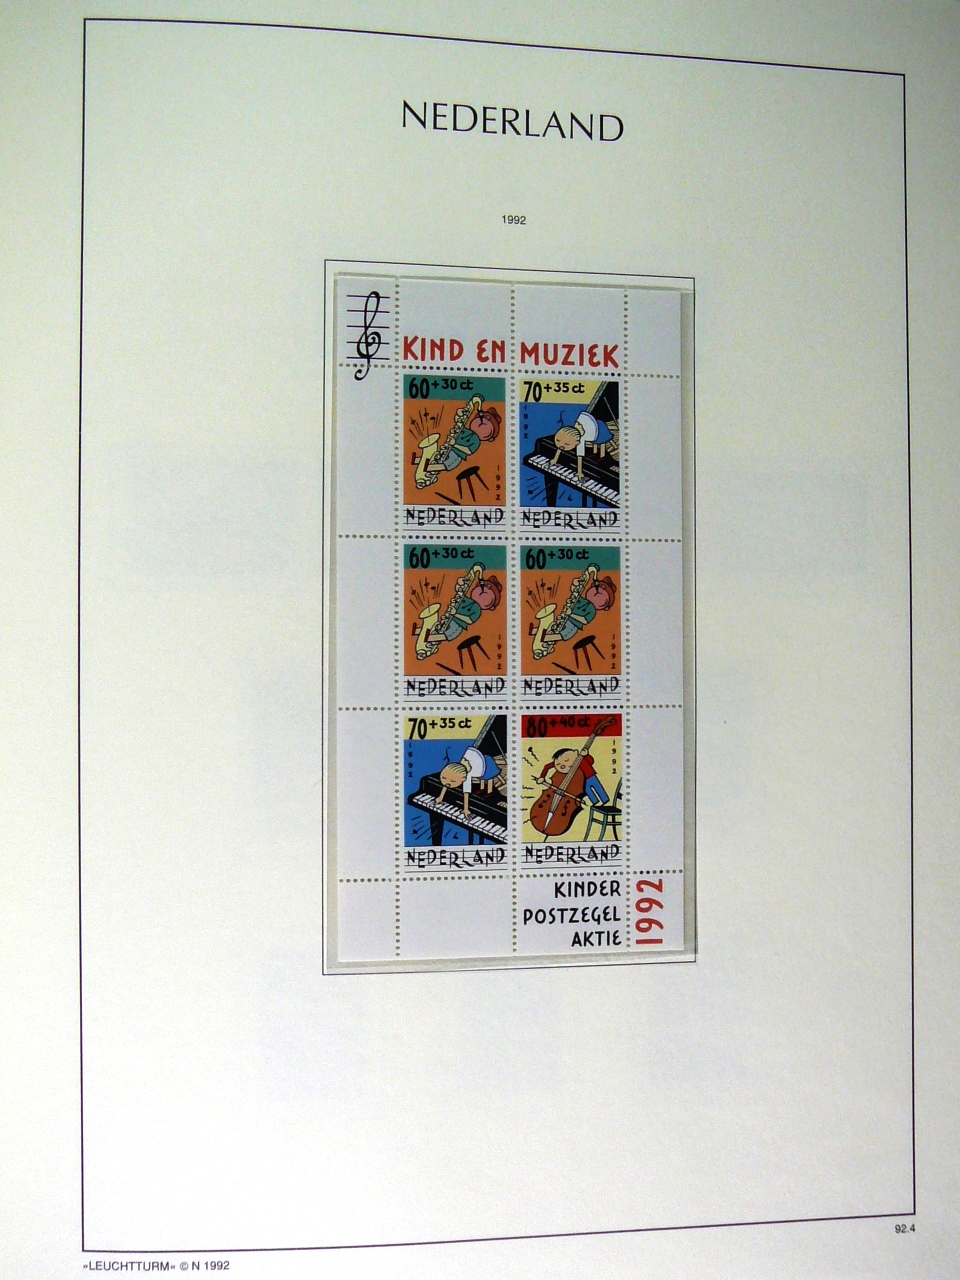 NEDERLAND
1992
KIND EN MUZIEK
60+30 ct
1992
NEDERLAND
70+35 ct
1992
NEDERLAND
60+30 ct
1992
NEDERLAND
60+30 ct
1992
NEDERLAND
70+35 ct
1992
NEDERLAND
80+40 ct
1992
NEDERLAND
KINDER
POSTZEGEL
AKTIE
1992
92.4
»LEUCHTTURM« © N 1992